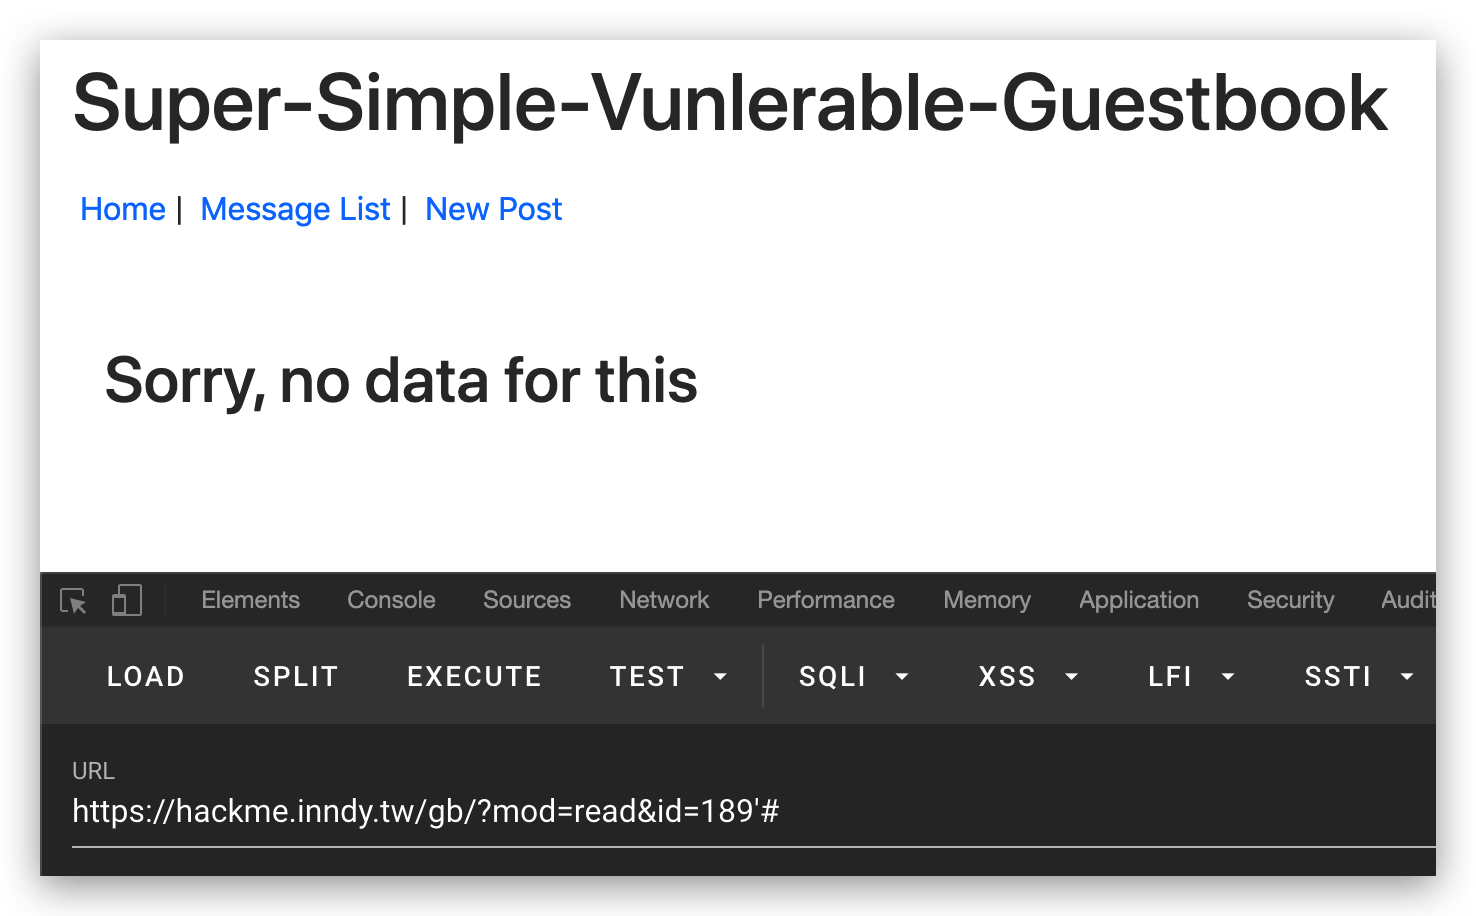 Super-Simple-Vunlerable-Guestbook
Home | Message List | New Post
Sorry, no data for this
Elements Console Sources Network Performance Memory Application Security Audit
LOAD SPLIT EXECUTE TEST SQLI XSS LFI SSTI
URL
https://hackme.inndy.tw/gb/?mod=read&id=189'#